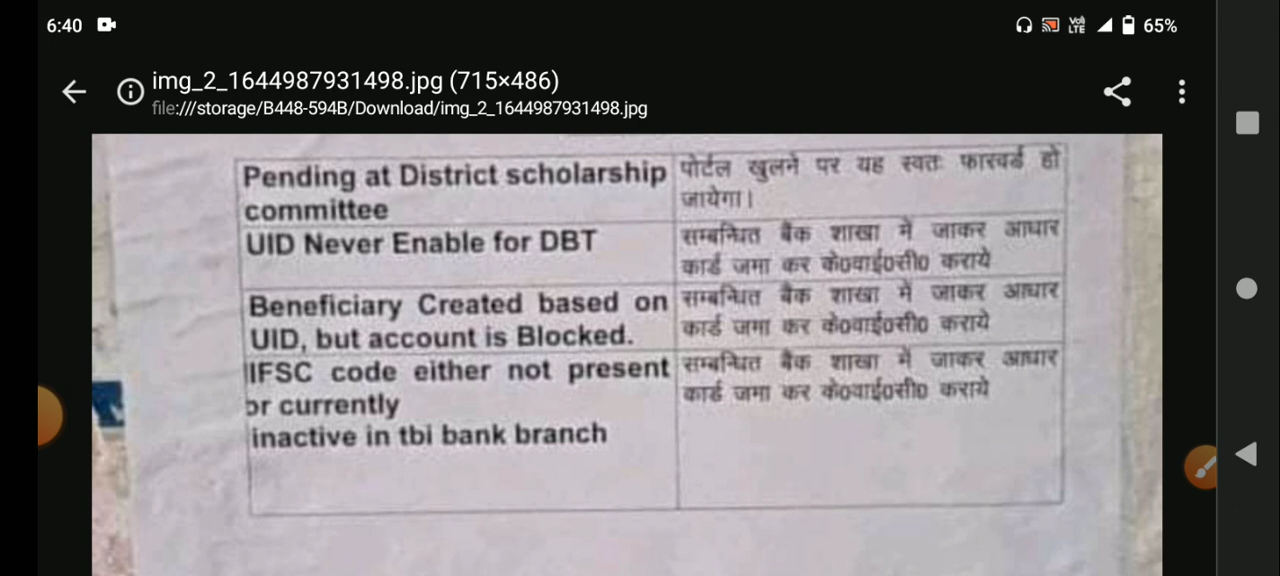 6:40
Vo) LTE 65%
img_2_1644987931498.jpg (715×486)
file:///storage/B448-594B/Download/img_2_1644987931498.jpg
Pending at District scholarship
committee
पोर्टल खुलने पर यह स्वतः फारवर्ड हो
जायेगा।
UID Never Enable for DBT
सम्बन्धित बैंक शाखा में जाकर आधार
कार्ड जमा कर के०वाई०सी० कराये
Beneficiary Created based on
UID, but account is Blocked.
सम्बन्धित बैंक शाखा में जाकर आधार
कार्ड जमा कर के०वाई०सी० कराये
IFSC code either not present
or currently
inactive in tbi bank branch
सम्बन्धित बैंक शाखा में जाकर आधार
कार्ड जमा कर के०वाई०सी० कराये